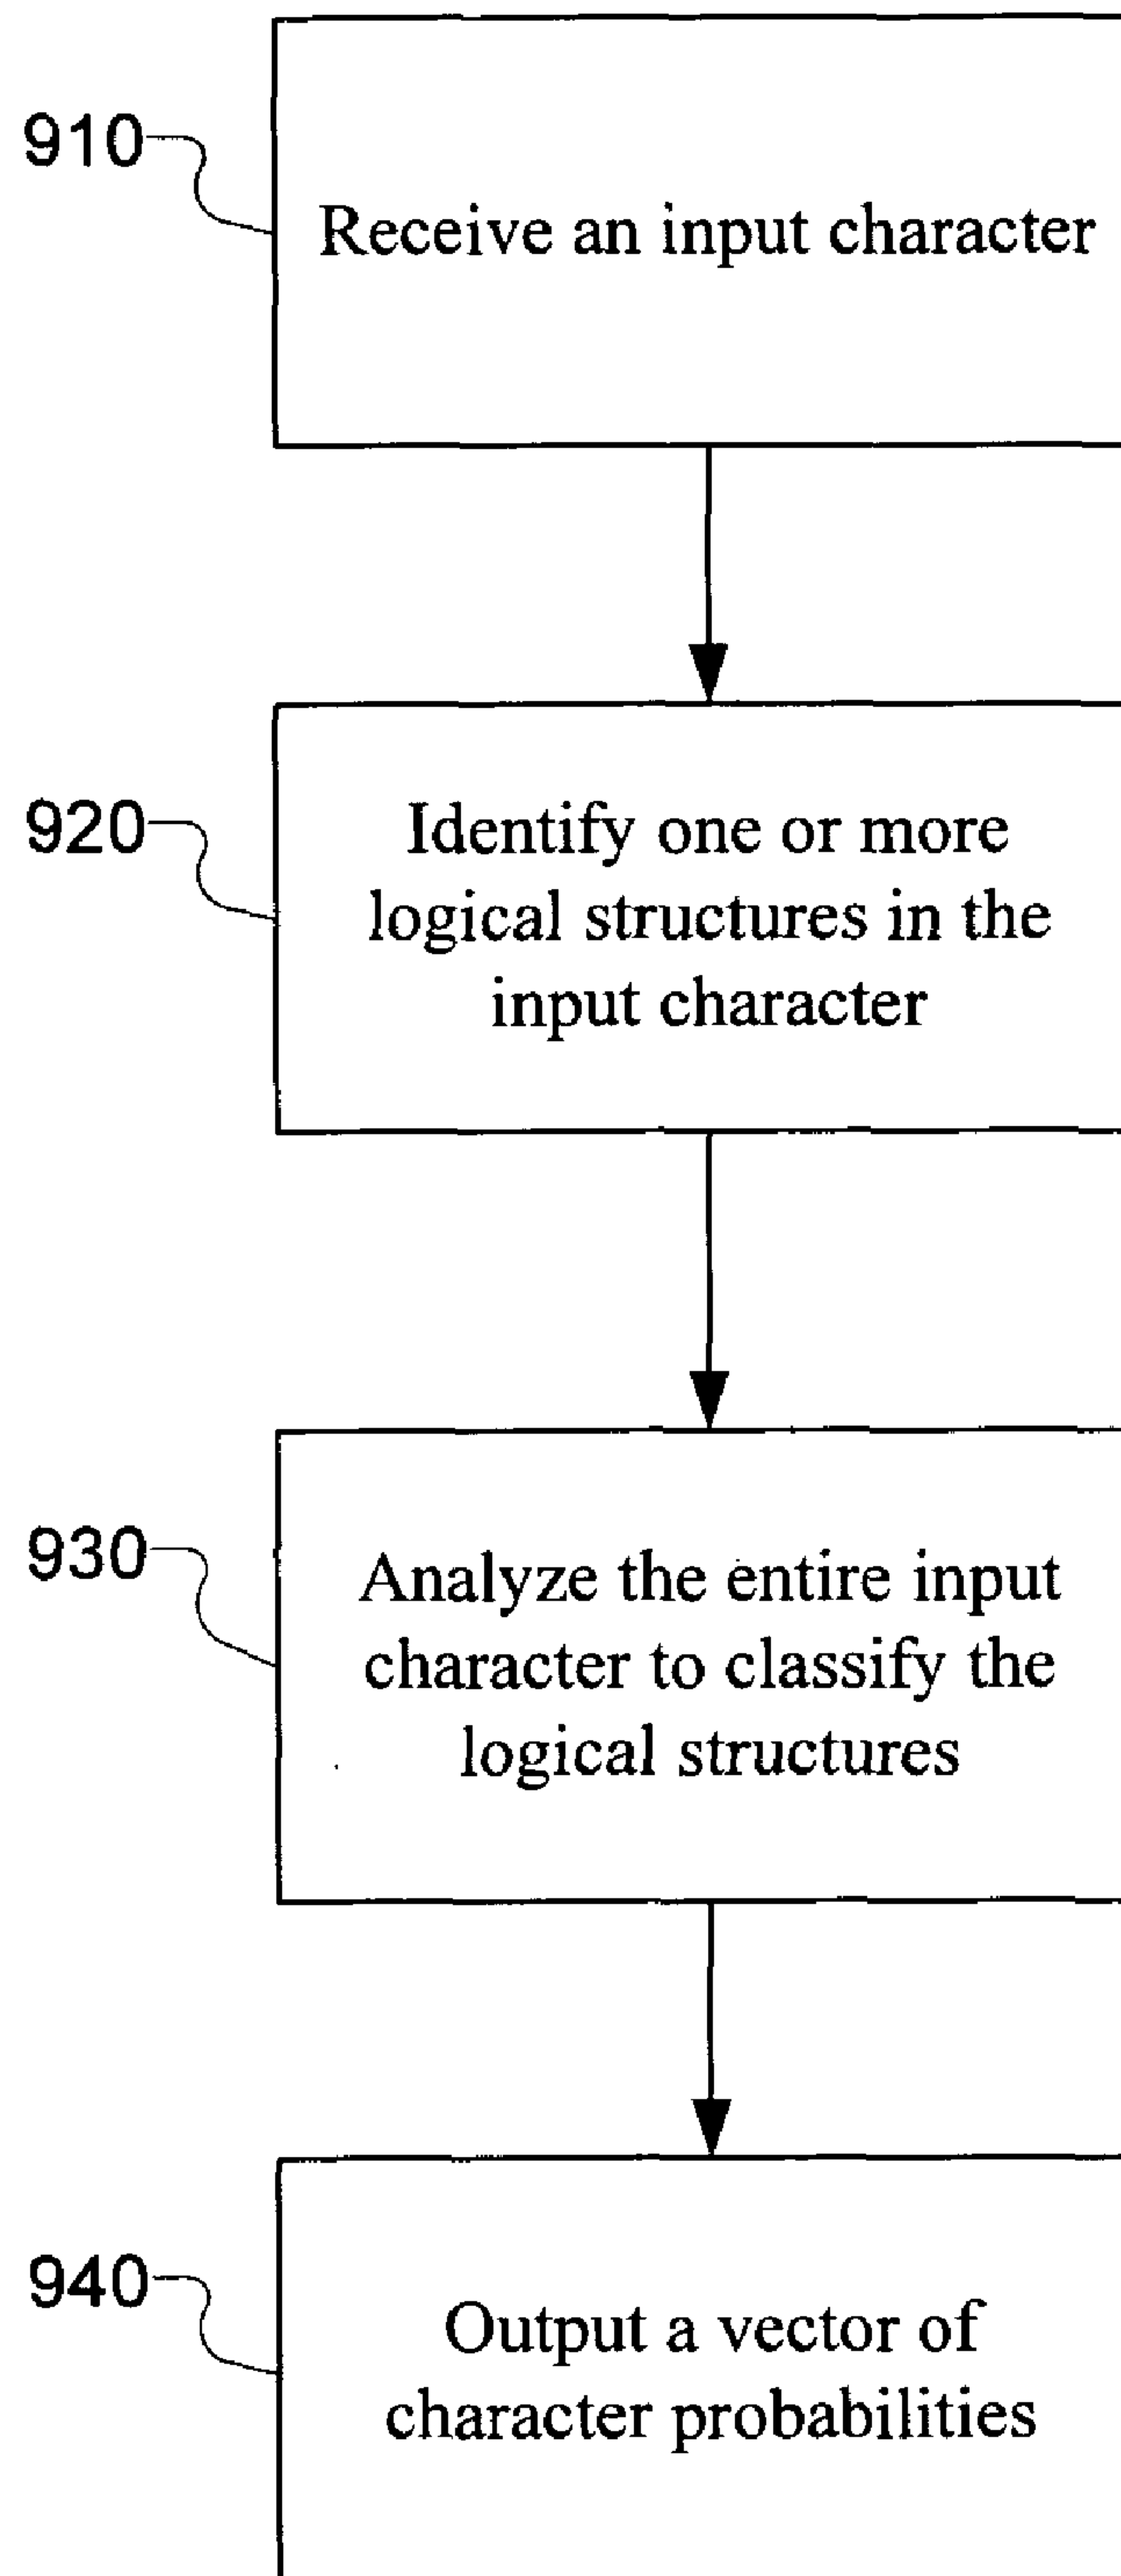 910
Receive an input character
920
Identify one or more
logical structures in the
input character
930
Analyze the entire input
character to classify the
logical structures
940
Output a vector of
character probabilities